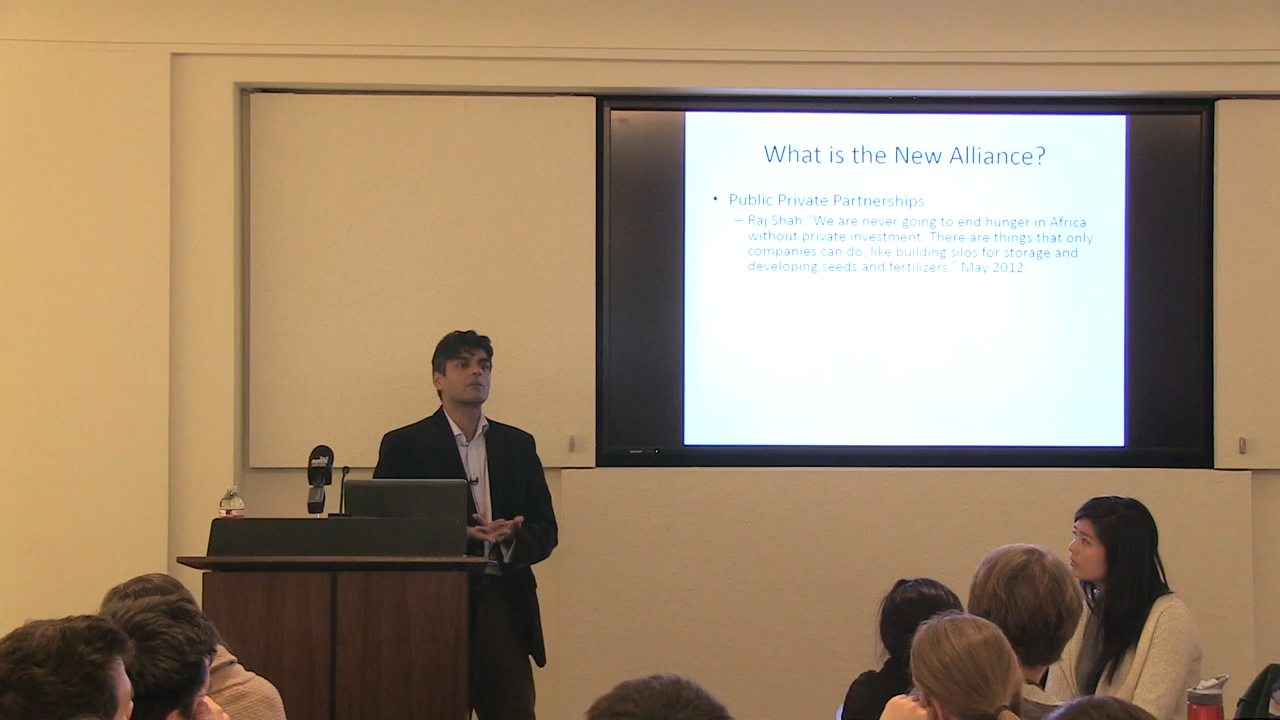 What is the New Alliance?
• Public Private Partnerships
– Raj Shah "We are never going to end hunger in Africa
without private investment. There are things that only
companies can do, like building silos for storage and
developing seeds and fertilizers." May 2012